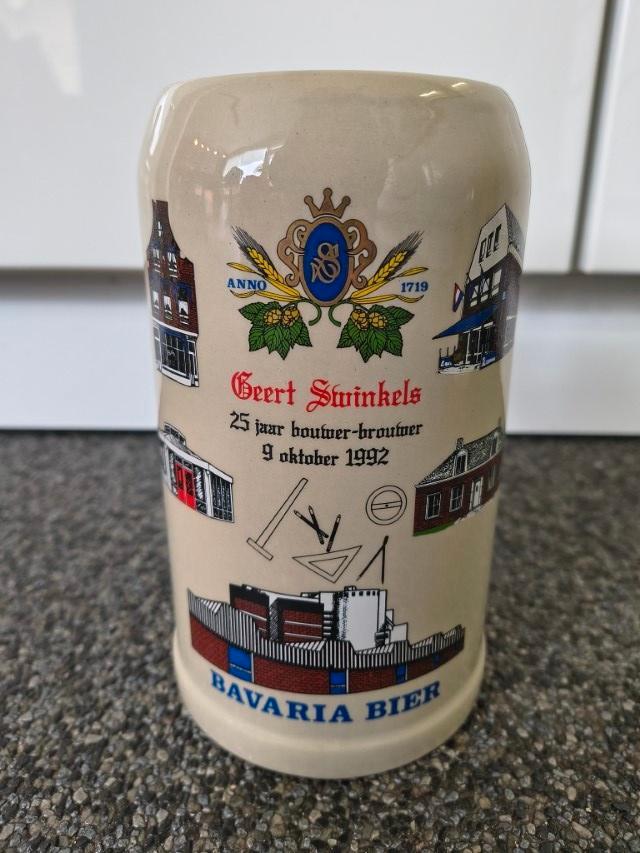 ANNO 1719
Geert Swinkels
25 jaar bouwer-brouwer
9 oktober 1992
BAVARIA BIER